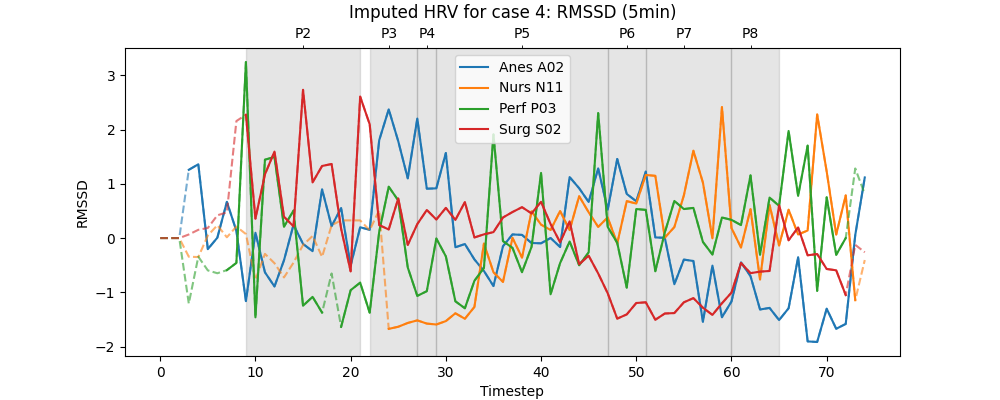 Imputed HRV for case 4: RMSSD (5min)
P2 P3 P4 P5 P6 P7 P8
Anes A02
Nurs N11
Perf P03
Surg S02
RMSSD
3
2
1
0
−1
−2
0 10 20 30 40 50 60 70
Timestep